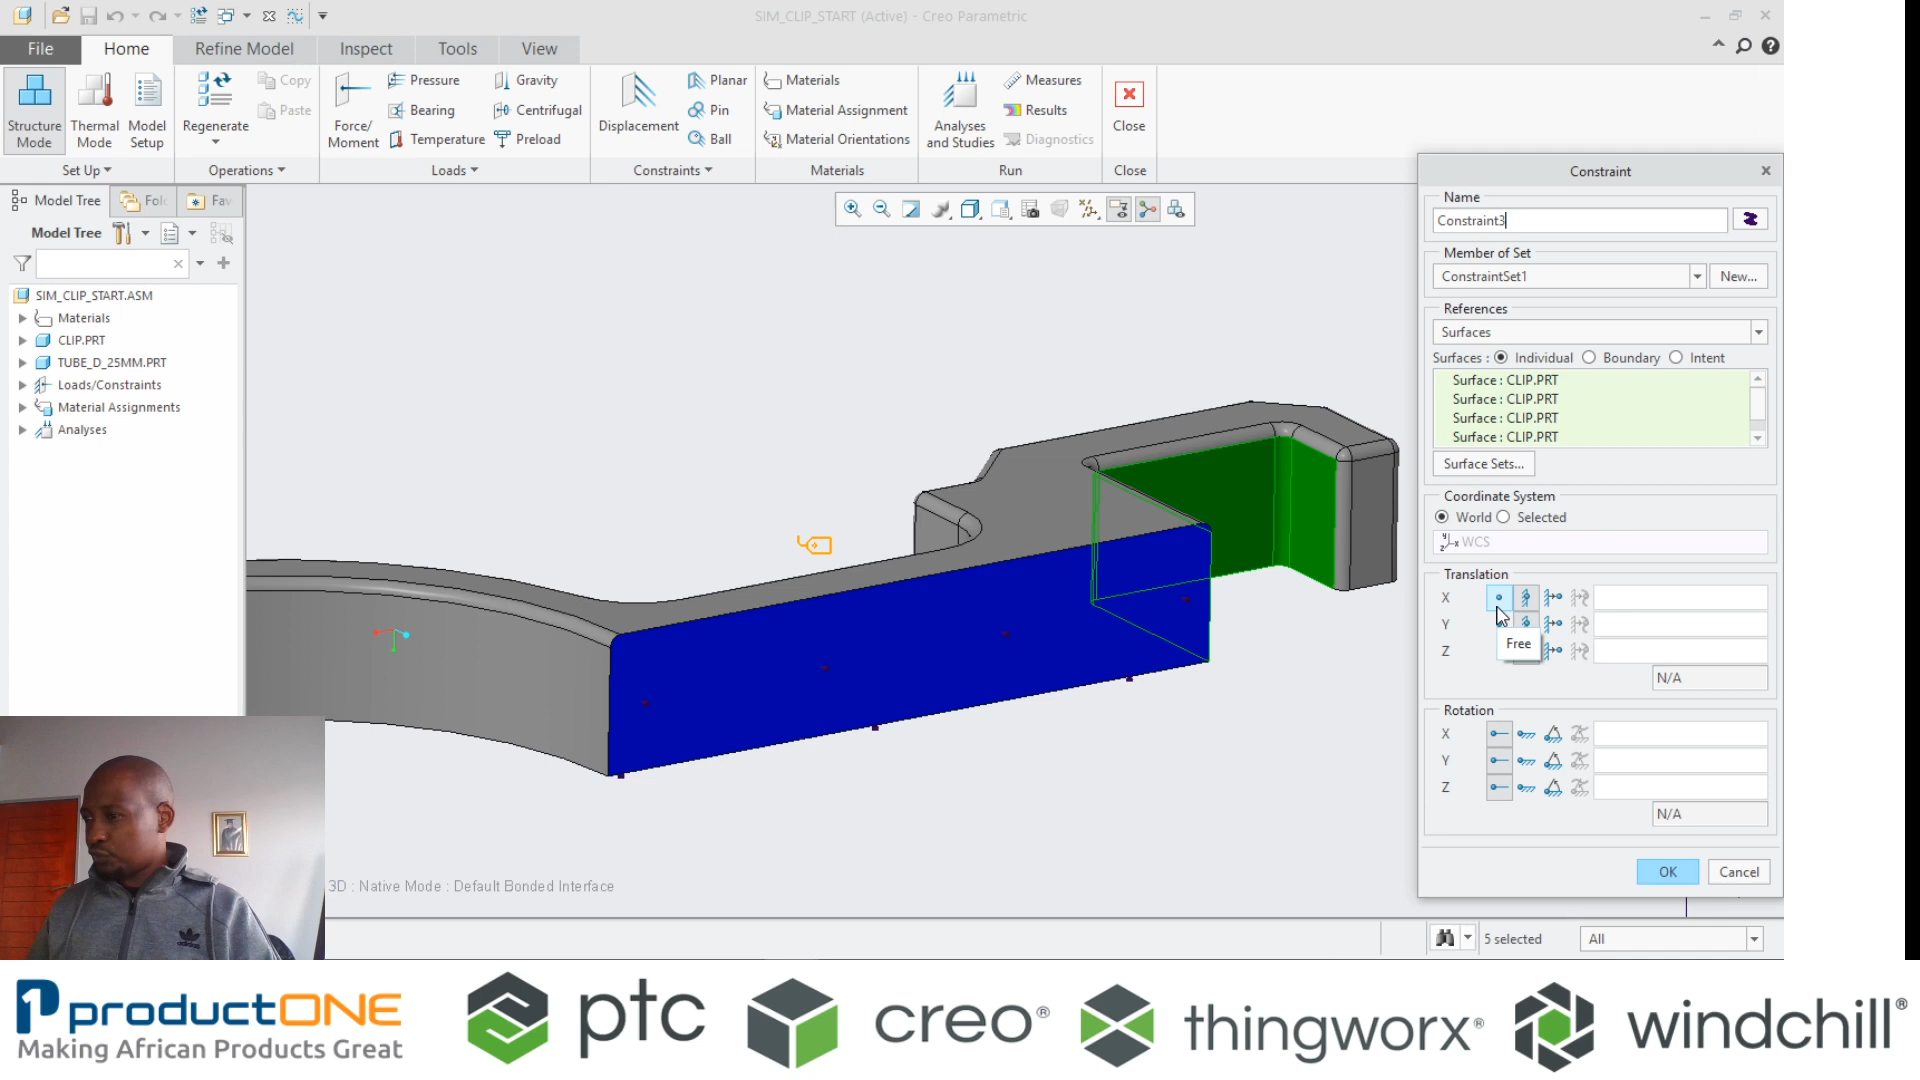 SIM_CLIP_START (Active) - Creo Parametric
File Home Refine Model Inspect Tools View
Structure Mode
Thermal Mode
Model Setup
Regenerate
Copy
Paste
Force/ Moment
Pressure
Bearing
Temperature
Gravity
Centrifugal
Preload
Displacement
Planar
Pin
Ball
Materials
Material Assignment
Material Orientations
Analyses and Studies
Measures
Results
Diagnostics
Close
Set Up Operations Loads Constraints Materials Run Close
Model Tree Fol Fav
Model Tree
SIM_CLIP_START.ASM
Materials
CLIP.PRT
TUBE_D_25MM.PRT
Loads/Constraints
Material Assignments
Analyses
Constraint
Name
Constraint3
Member of Set
ConstraintSet1 New...
References
Surfaces
Surfaces : Individual Boundary Intent
Surface : CLIP.PRT
Surface : CLIP.PRT
Surface : CLIP.PRT
Surface : CLIP.PRT
Surface Sets...
Coordinate System
World Selected
WCS
Translation
X
Y
Free
Z
N/A
Rotation
X
Y
Z
N/A
OK Cancel
3D : Native Mode : Default Bonded Interface
5 selected All
productONE
Making African Products Great
ptc
creo®
thingworx®
windchill®